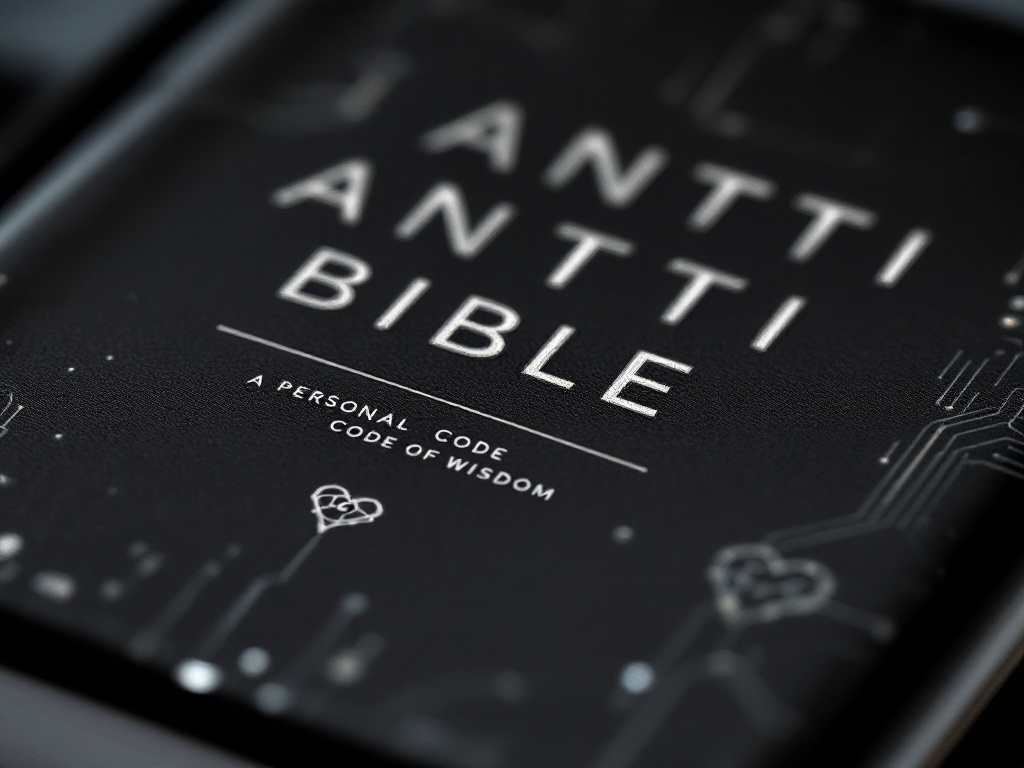 ANTTI
ANTTI
BIBLE
A PERSONAL CODE
CODE OF WISDOM